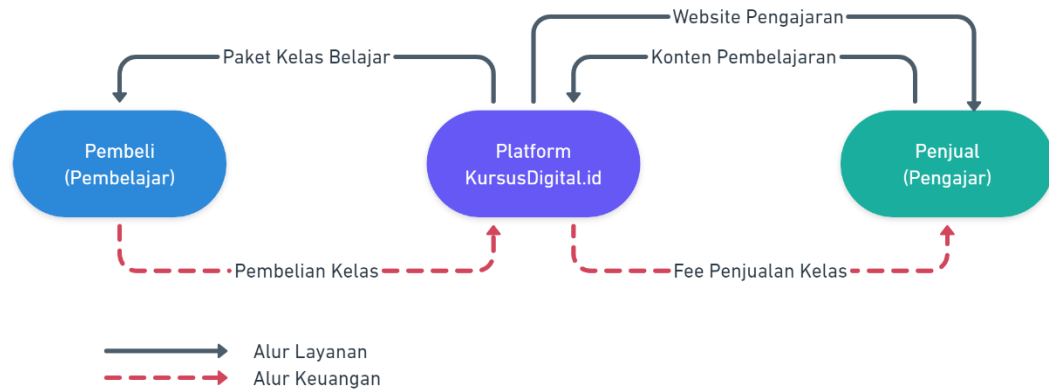 Website Pengajaran
Paket Kelas Belajar
Konten Pembelajaran
Pembeli
(Pembelajar)
Platform
KursusDigital.id
Penjual
(Pengajar)
Pembelian Kelas
Fee Penjualan Kelas
Alur Layanan
Alur Keuangan